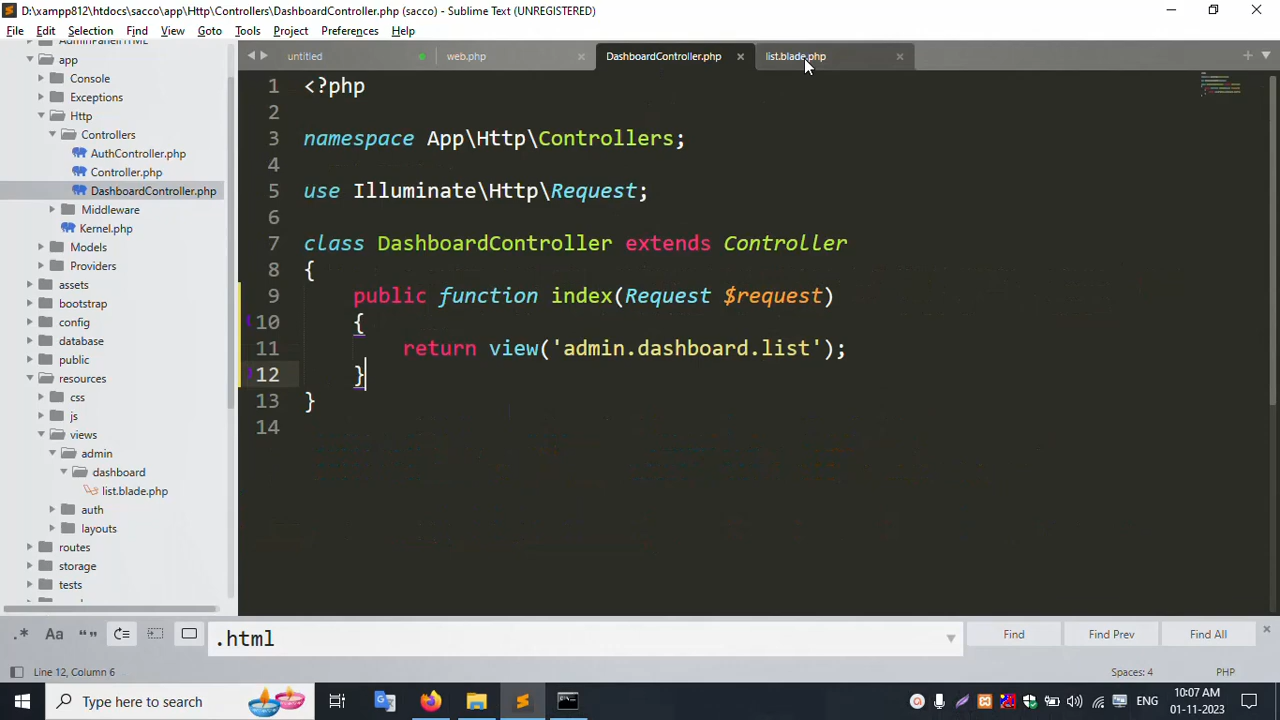 D:\xampp812\htdocs\sacco\app\Http\Controllers\DashboardController.php (sacco) - Sublime Text (UNREGISTERED)
File Edit Selection Find View Goto Tools Project Preferences Help
untitled web.php DashboardController.php list.blade.php
app
Console
Exceptions
Http
Controllers
AuthController.php
Controller.php
DashboardController.php
Middleware
Kernel.php
Models
Providers
assets
bootstrap
config
database
public
resources
css
js
views
admin
dashboard
list.blade.php
auth
layouts
routes
storage
tests
1 <?php
2
3 namespace App\Http\Controllers;
4
5 use Illuminate\Http\Request;
6
7 class DashboardController extends Controller
8 {
9 public function index(Request $request)
10 {
11 return view('admin.dashboard.list');
12 }
13 }
14
.* Aa “” .html Find Find Prev Find All
Line 12, Column 6 Spaces: 4 PHP
Type here to search ENG 10:07 AM
01-11-2023